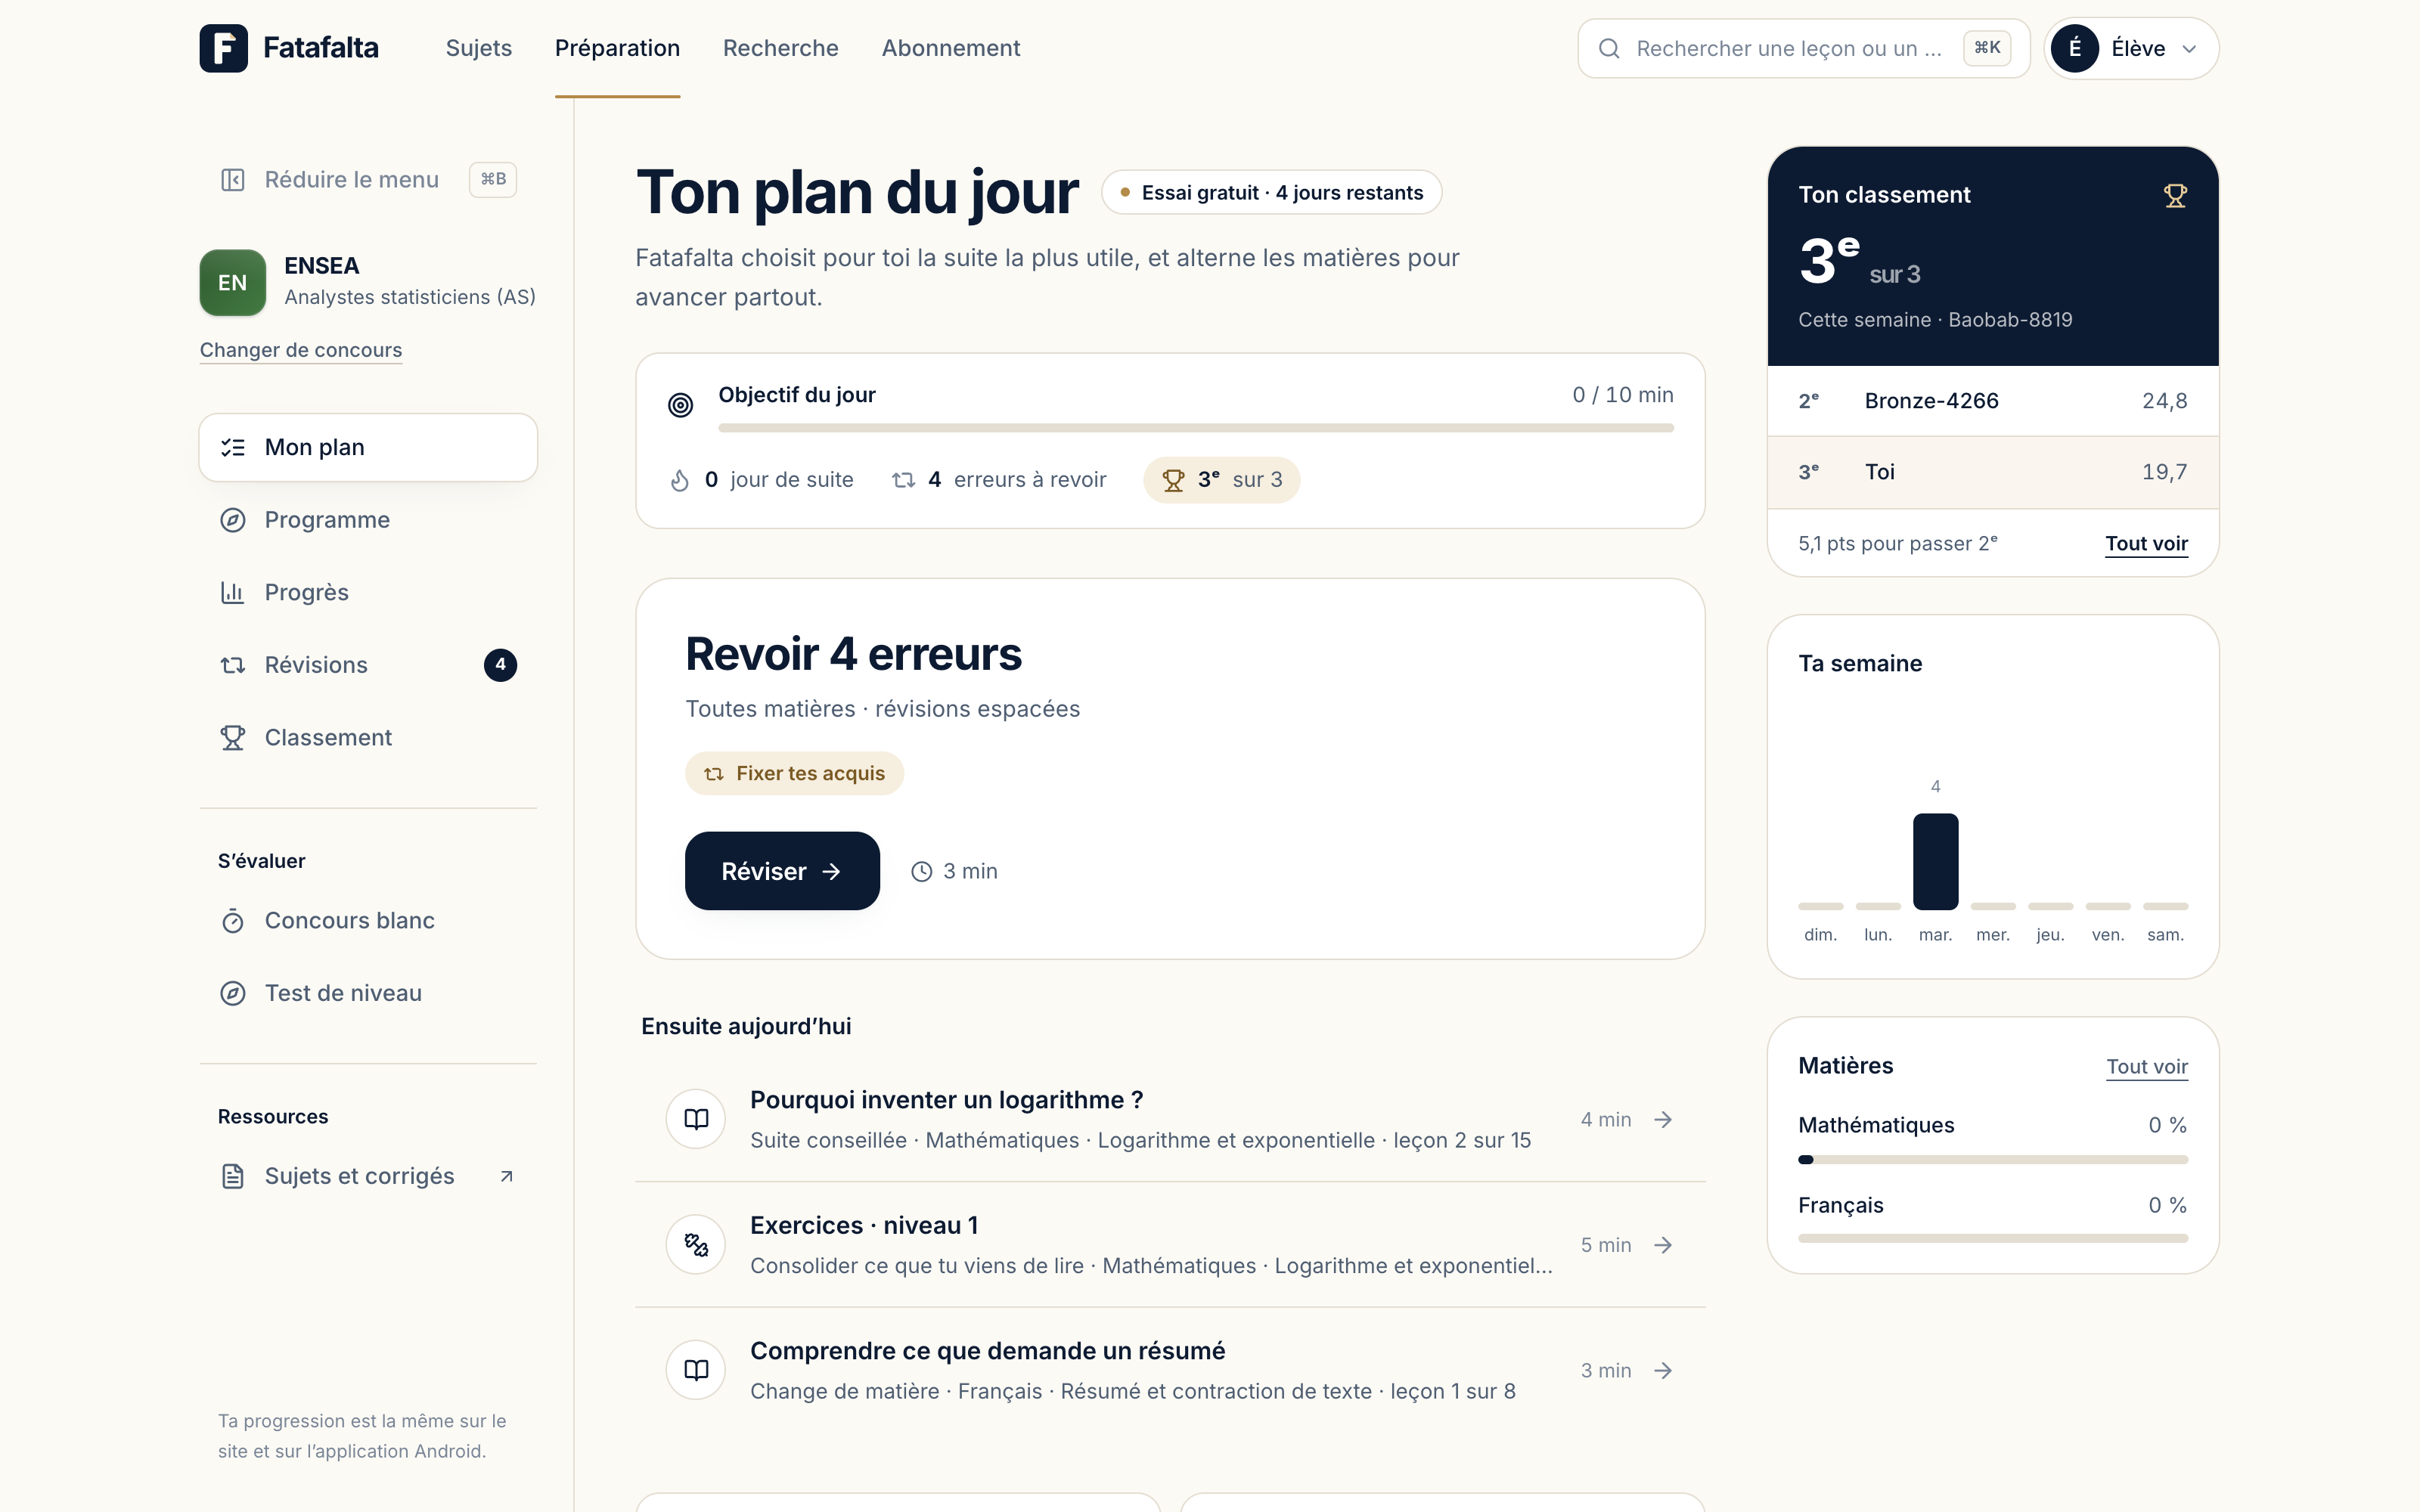 F Fatafalta
Sujets
Préparation
Recherche
Abonnement
Rechercher une leçon ou un ...
⌘K
É
Élève
Réduire le menu
⌘B
EN
ENSEA
Analystes statisticiens (AS)
Changer de concours
Mon plan
Programme
Progrès
Révisions
4
Classement
S’évaluer
Concours blanc
Test de niveau
Ressources
Sujets et corrigés
Ta progression est la même sur le
site et sur l’application Android.
Ton plan du jour
Essai gratuit · 4 jours restants
Fatafalta choisit pour toi la suite la plus utile, et alterne les matières pour
avancer partout.
Objectif du jour
0 / 10 min
0 jour de suite
4 erreurs à revoir
3ᵉ sur 3
Revoir 4 erreurs
Toutes matières · révisions espacées
Fixer tes acquis
Réviser →
3 min
Ensuite aujourd’hui
Pourquoi inventer un logarithme ?
Suite conseillée · Mathématiques · Logarithme et exponentielle · leçon 2 sur 15
4 min
Exercices · niveau 1
Consolider ce que tu viens de lire · Mathématiques · Logarithme et exponentiel...
5 min
Comprendre ce que demande un résumé
Change de matière · Français · Résumé et contraction de texte · leçon 1 sur 8
3 min
Ton classement
3ᵉ sur 3
Cette semaine · Baobab-8819
2ᵉ Bronze-4266 24,8
3ᵉ Toi 19,7
5,1 pts pour passer 2ᵉ
Tout voir
Ta semaine
4
dim. lun. mar. mer. jeu. ven. sam.
Matières
Tout voir
Mathématiques 0 %
Français 0 %